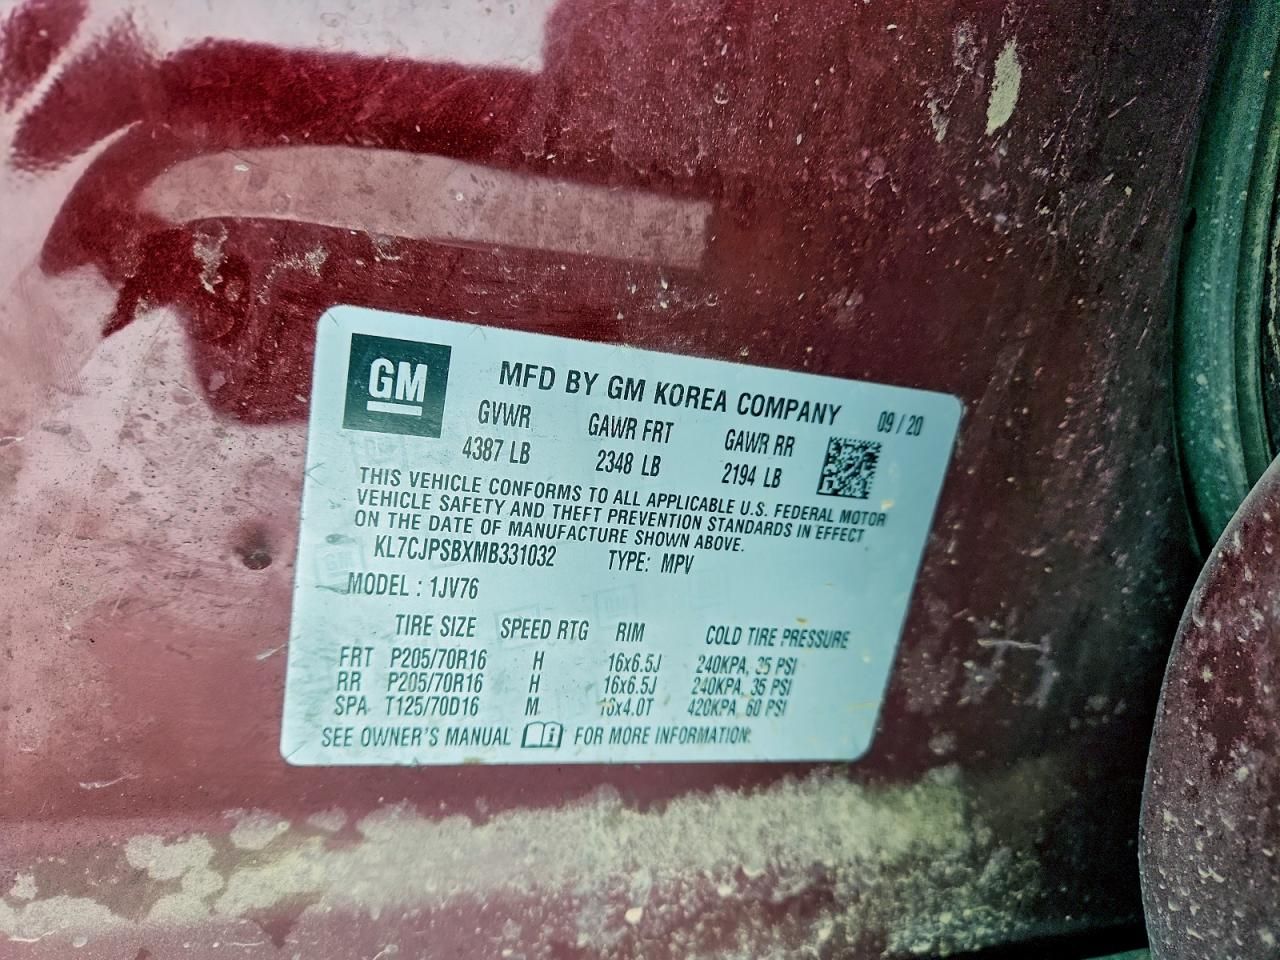 GM
MFD BY GM KOREA COMPANY 09 / 20
GVWR GAWR FRT GAWR RR
4387 LB 2348 LB 2194 LB
THIS VEHICLE CONFORMS TO ALL APPLICABLE U.S. FEDERAL MOTOR
VEHICLE SAFETY AND THEFT PREVENTION STANDARDS IN EFFECT
ON THE DATE OF MANUFACTURE SHOWN ABOVE.
KL7CJPSBXMB331032 TYPE: MPV
MODEL : 1JV76
TIRE SIZE SPEED RTG RIM COLD TIRE PRESSURE
FRT P205/70R16 H 16x6.5J 240KPA, 35 PSI
RR P205/70R16 H 16x6.5J 240KPA, 35 PSI
SPA T125/70D16 M 16x4.0T 420KPA, 60 PSI
SEE OWNER'S MANUAL i FOR MORE INFORMATION.